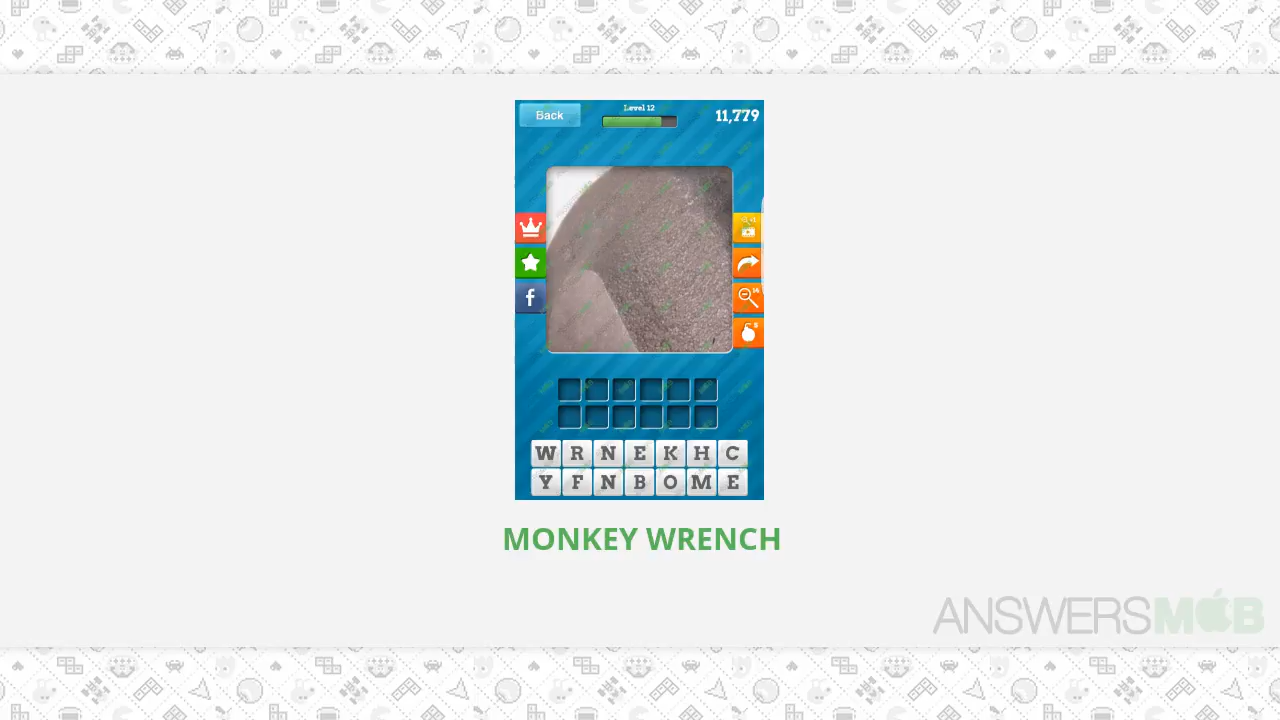 Back
Level 12
11,779
W R N E K H C
Y F N B O M E
MONKEY WRENCH
ANSWERSMOB